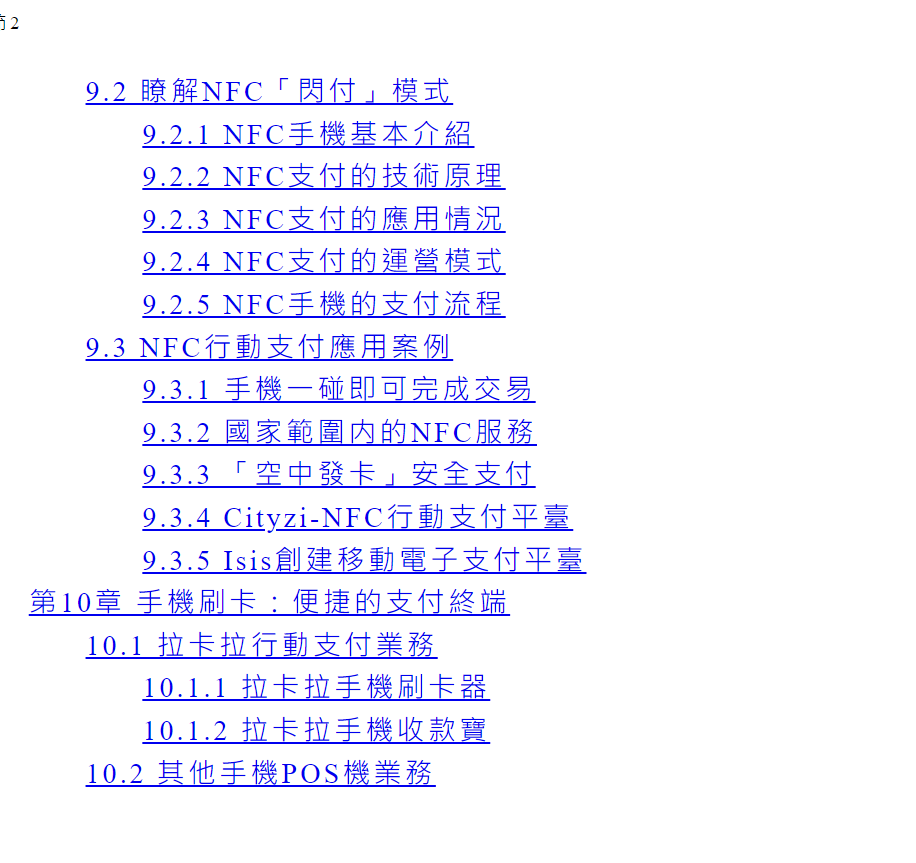 節 2
9.2 瞭解NFC「閃付」模式
9.2.1 NFC手機基本介紹
9.2.2 NFC支付的技術原理
9.2.3 NFC支付的應用情況
9.2.4 NFC支付的運營模式
9.2.5 NFC手機的支付流程
9.3 NFC行動支付應用案例
9.3.1 手機一碰即可完成交易
9.3.2 國家範圍內的NFC服務
9.3.3 「空中發卡」安全支付
9.3.4 Cityzi-NFC行動支付平臺
9.3.5 Isis創建移動電子支付平臺
第10章 手機刷卡：便捷的支付終端
10.1 拉卡拉行動支付業務
10.1.1 拉卡拉手機刷卡器
10.1.2 拉卡拉手機收款寶
10.2 其他手機POS機業務